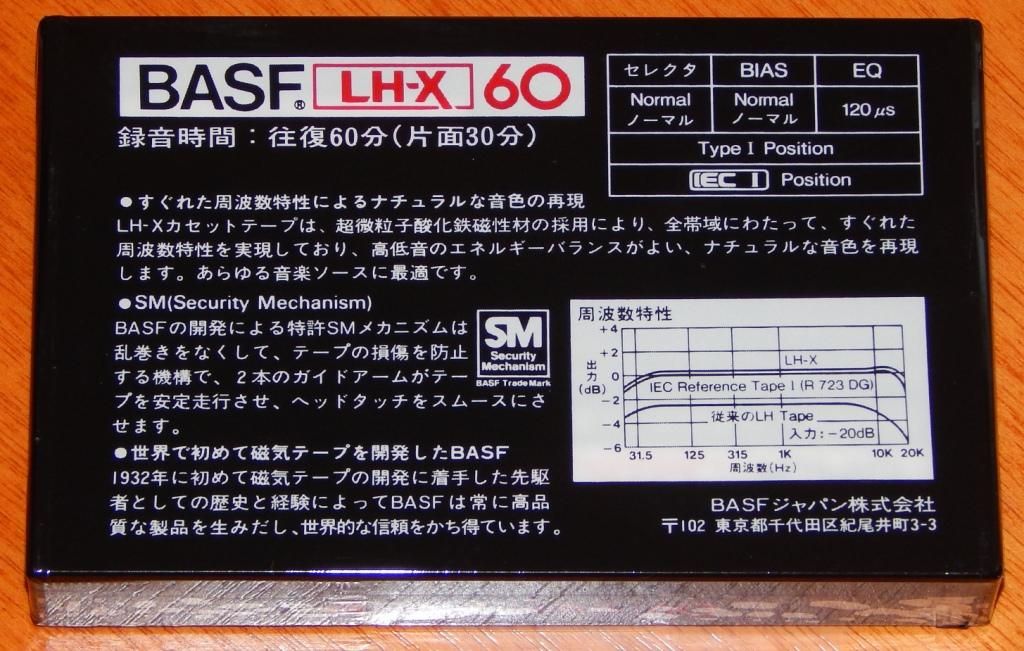 BASF® LH-X 60
録音時間：往復60分(片面30分)
セレクタ BIAS EQ
Normal ノーマル Normal ノーマル 120μs
Type I Position
IEC I Position
●すぐれた周波数特性によるナチュラルな音色の再現
LH-Xカセットテープは、超微粒子酸化鉄磁性材の採用により、全帯域にわたって、すぐれた
周波数特性を実現しており、高低音のエネルギーバランスがよい、ナチュラルな音色を再現
します。あらゆる音楽ソースに最適です。
●SM(Security Mechanism)
BASFの開発による特許SMメカニズムは
乱巻きをなくして、テープの損傷を防止
する機構で、2本のガイドアームがテー
プを安定走行させ、ヘッドタッチをスムースにさ
せます。
SM
Security
Mechanism
BASF Trade Mark
●世界で初めて磁気テープを開発したBASF
1932年に初めて磁気テープの開発に着手した先駆
者としての歴史と経験によってBASFは常に高品
質な製品を生みだし、世界的な信頼をかち得ています。
周波数特性
出力(dB)
+4
+2
0
-2
-4
-6
LH-X
IEC Reference Tape I (R 723 DG)
従来のLH Tape
入力：-20dB
31.5 125 315 1K 10K 20K
周波数(Hz)
BASFジャパン株式会社
〒102 東京都千代田区紀尾井町3-3